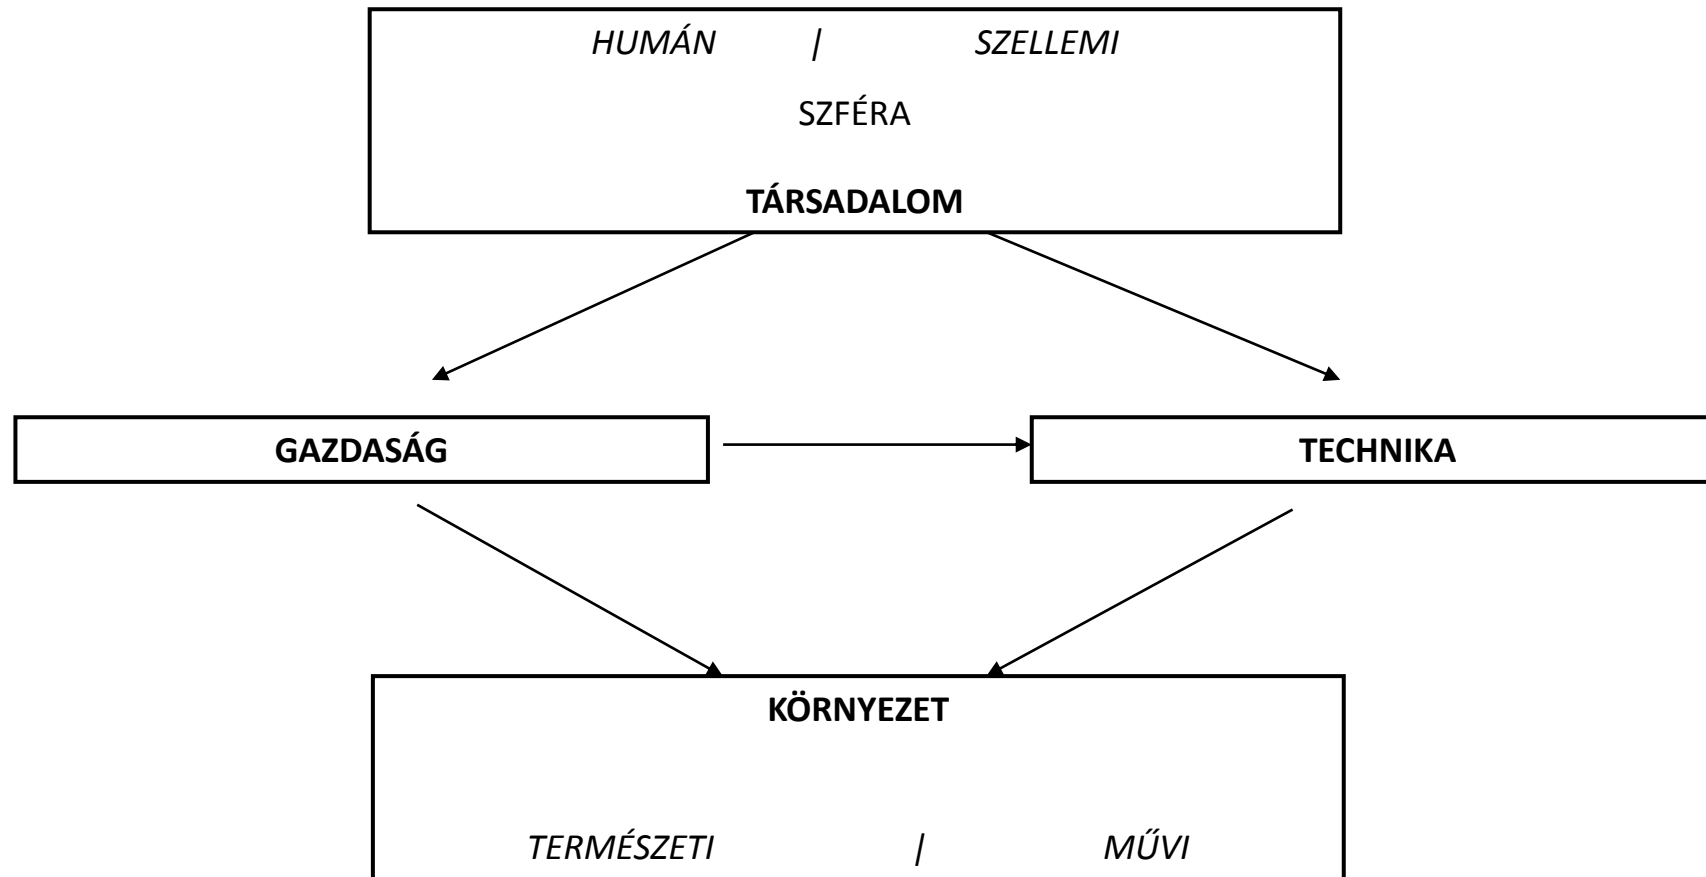 HUMÁN | SZELLEMI
SZFÉRA
TÁRSADALOM
GAZDASÁG
TECHNIKA
KÖRNYEZET
TERMÉSZETI | MŰVI